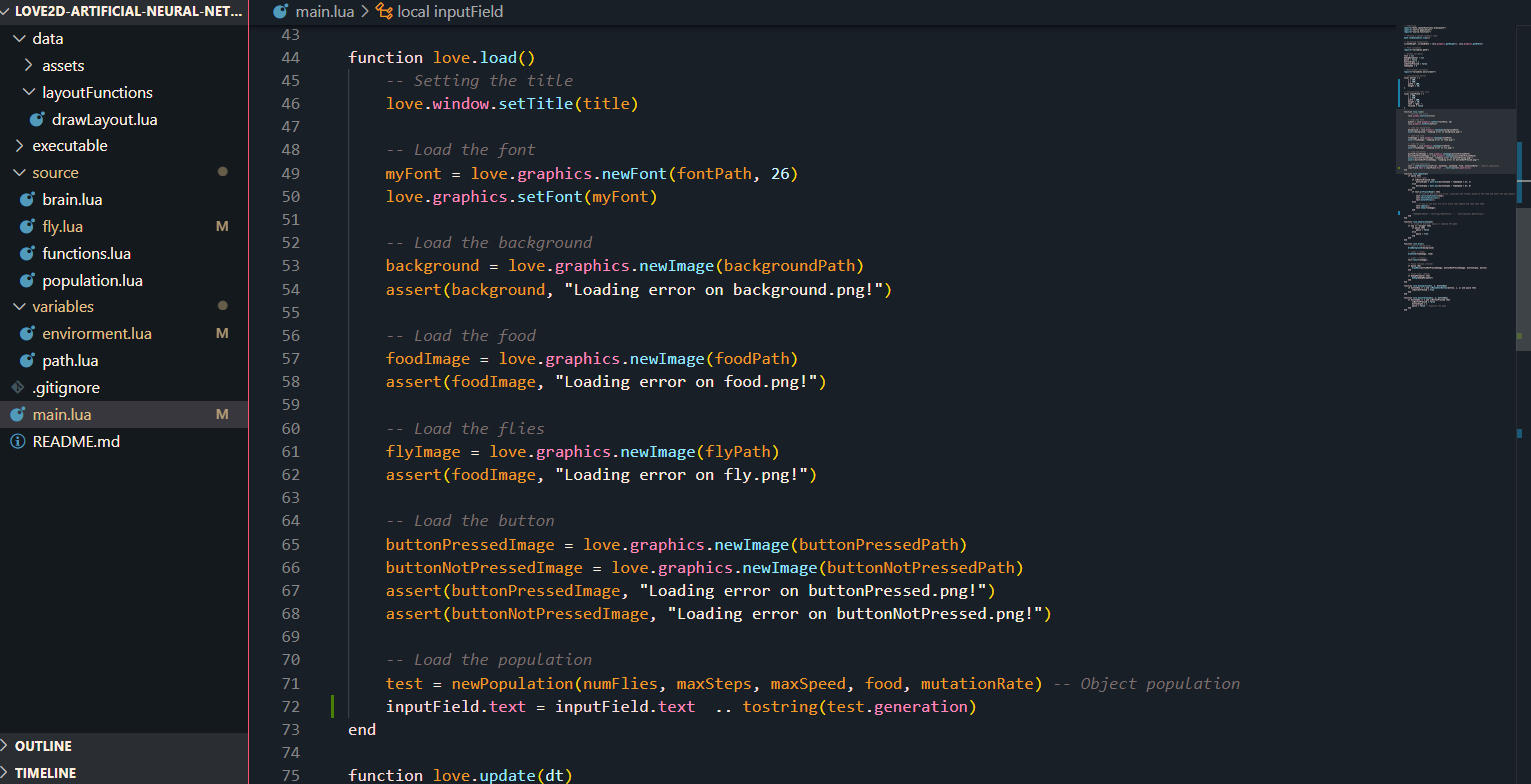 LOVE2D-ARTIFICIAL-NEURAL-NET...
data
assets
layoutFunctions
drawLayout.lua
executable
source
brain.lua
fly.lua M
functions.lua
population.lua
variables
envirorment.lua M
path.lua
.gitignore
main.lua M
README.md
OUTLINE
TIMELINE
main.lua > local inputField
43
44 function love.load()
45 -- Setting the title
46 love.window.setTitle(title)
47
48 -- Load the font
49 myFont = love.graphics.newFont(fontPath, 26)
50 love.graphics.setFont(myFont)
51
52 -- Load the background
53 background = love.graphics.newImage(backgroundPath)
54 assert(background, "Loading error on background.png!")
55
56 -- Load the food
57 foodImage = love.graphics.newImage(foodPath)
58 assert(foodImage, "Loading error on food.png!")
59
60 -- Load the flies
61 flyImage = love.graphics.newImage(flyPath)
62 assert(foodImage, "Loading error on fly.png!")
63
64 -- Load the button
65 buttonPressedImage = love.graphics.newImage(buttonPressedPath)
66 buttonNotPressedImage = love.graphics.newImage(buttonNotPressedPath)
67 assert(buttonPressedImage, "Loading error on buttonPressed.png!")
68 assert(buttonNotPressedImage, "Loading error on buttonNotPressed.png!")
69
70 -- Load the population
71 test = newPopulation(numFlies, maxSteps, maxSpeed, food, mutationRate) -- Object population
72 inputField.text = inputField.text .. tostring(test.generation)
73 end
74
75 function love.update(dt)